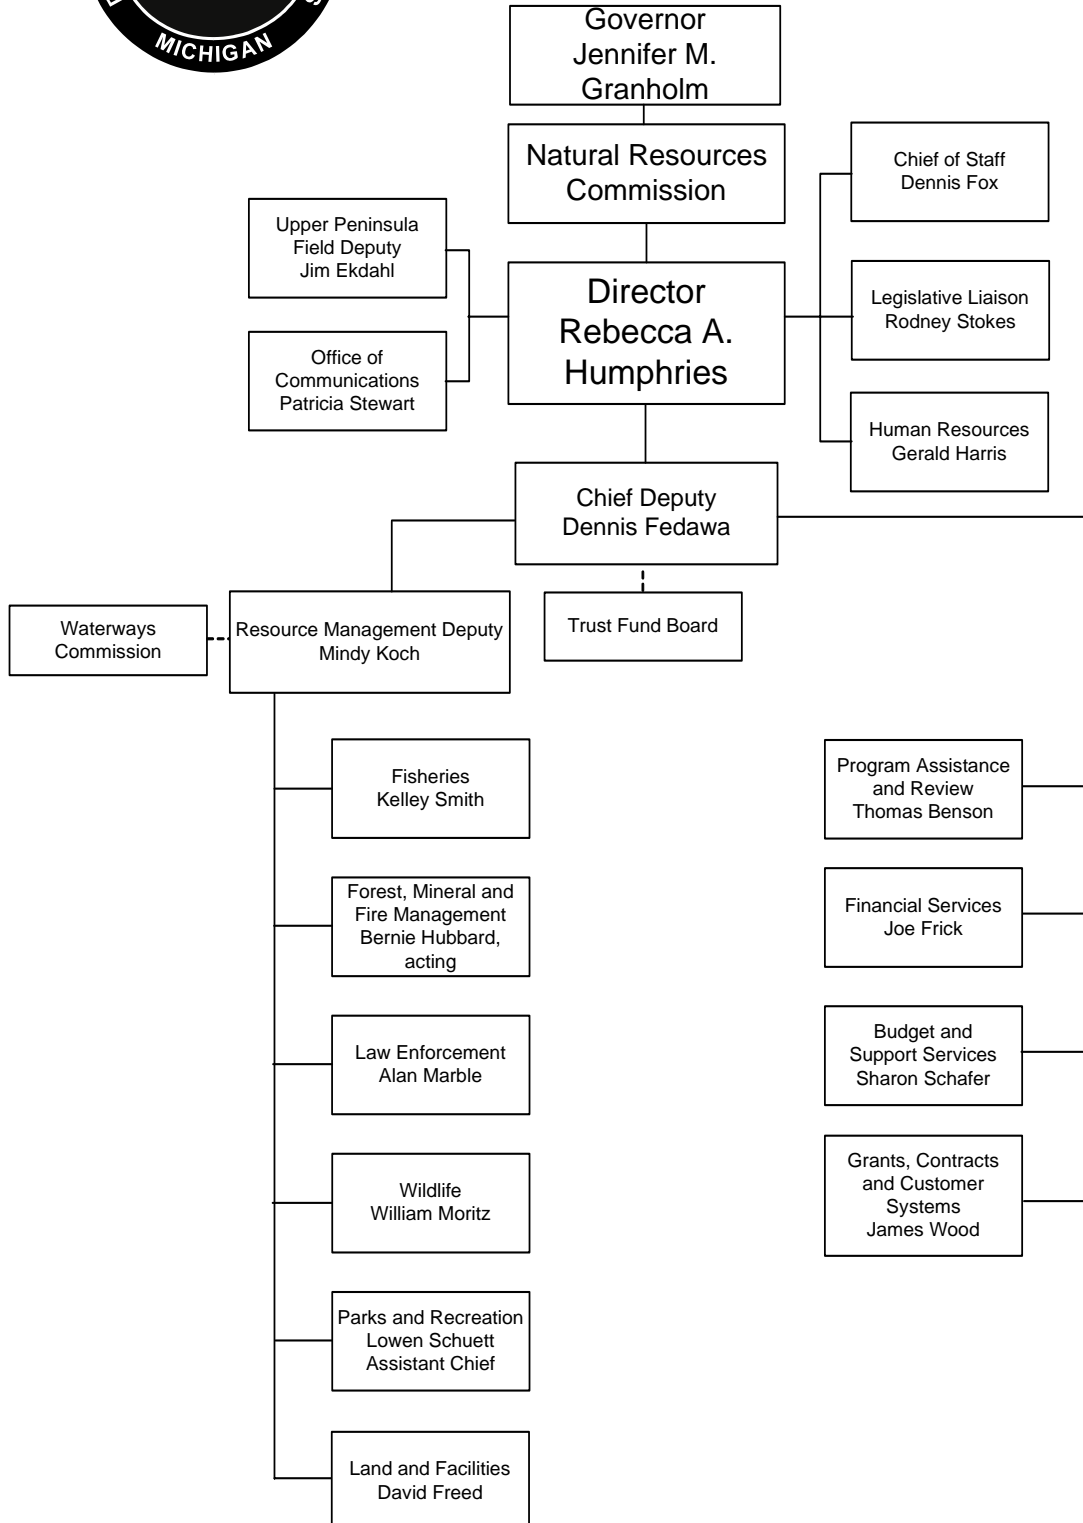 MICHIGAN
Governor
Jennifer M.
Granholm
Natural Resources
Commission
Chief of Staff
Dennis Fox
Upper Peninsula
Field Deputy
Jim Ekdahl
Director
Rebecca A.
Humphries
Legislative Liaison
Rodney Stokes
Office of
Communications
Patricia Stewart
Human Resources
Gerald Harris
Chief Deputy
Dennis Fedawa
Waterways
Commission
Resource Management Deputy
Mindy Koch
Trust Fund Board
Fisheries
Kelley Smith
Program Assistance
and Review
Thomas Benson
Forest, Mineral and
Fire Management
Bernie Hubbard,
acting
Financial Services
Joe Frick
Law Enforcement
Alan Marble
Budget and
Support Services
Sharon Schafer
Wildlife
William Moritz
Grants, Contracts
and Customer
Systems
James Wood
Parks and Recreation
Lowen Schuett
Assistant Chief
Land and Facilities
David Freed